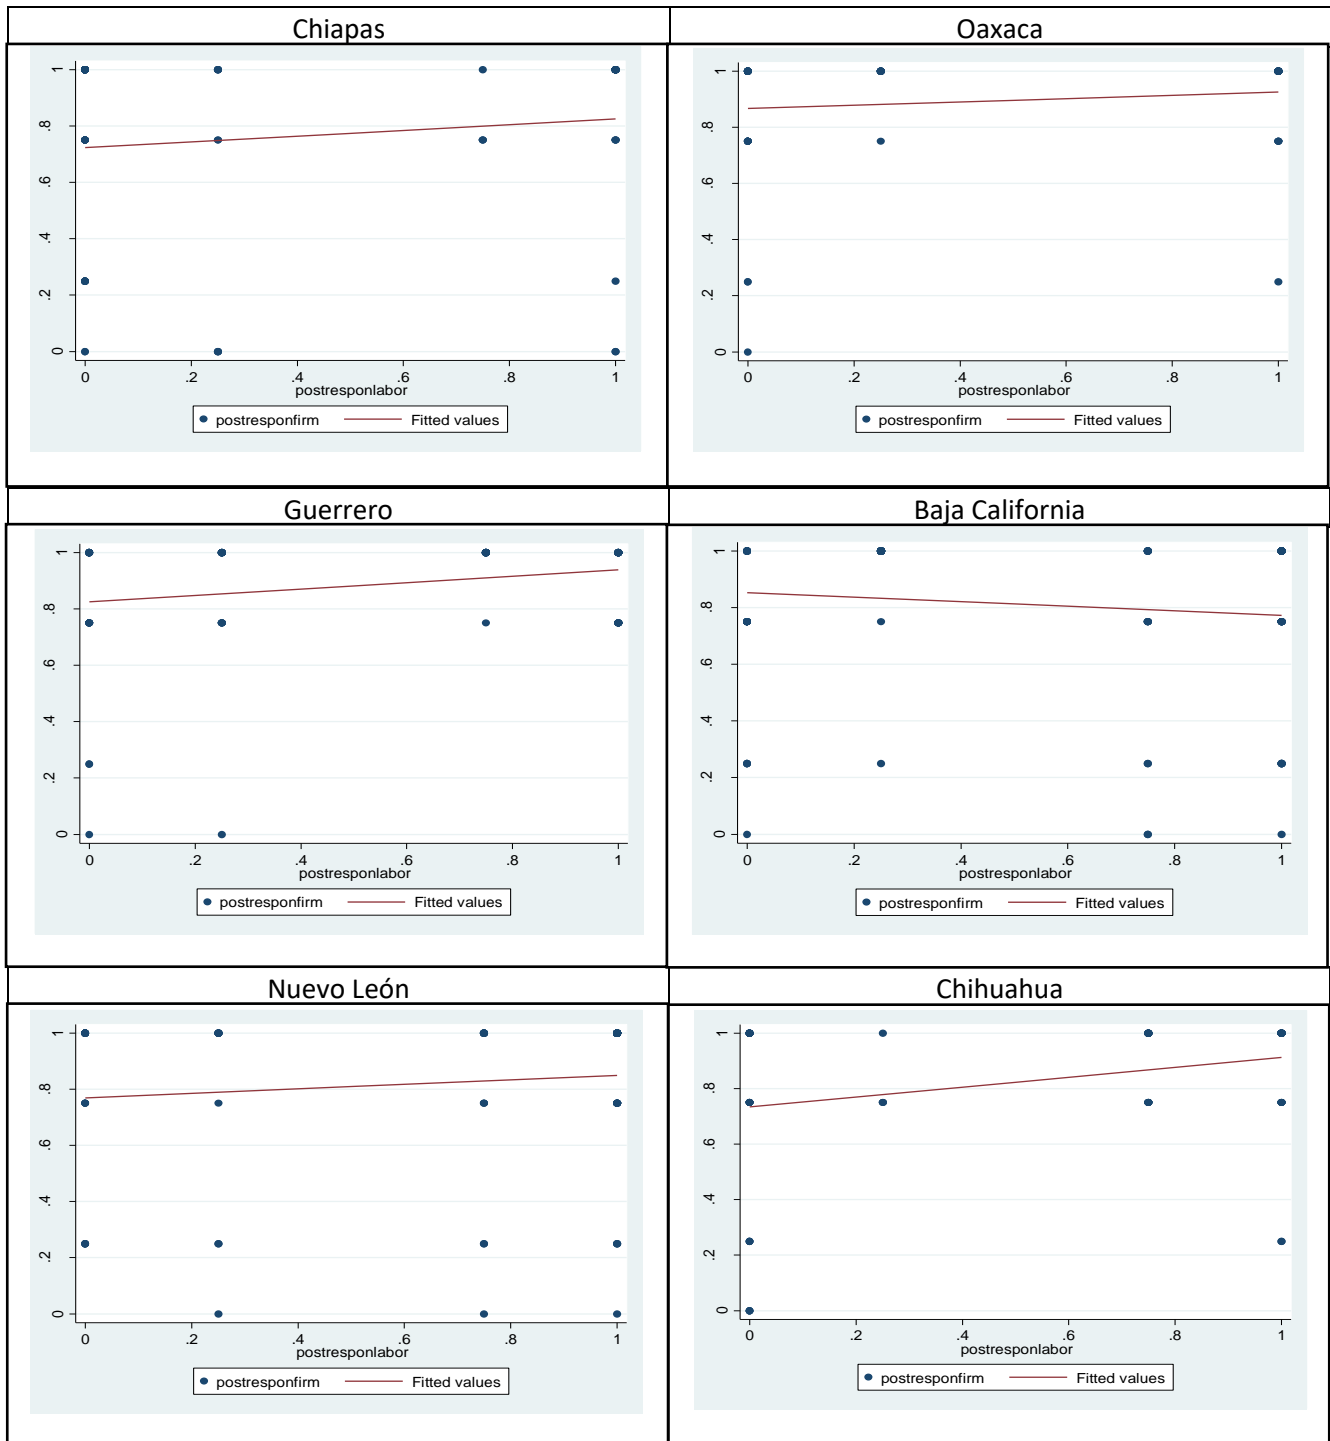 Chiapas
Oaxaca
1
.8
.6
.4
.2
0
0 .2 .4 .6 .8 1
postresponlabor
postresponfirm Fitted values
1
.8
.6
.4
.2
0
0 .2 .4 .6 .8 1
postresponlabor
postresponfirm Fitted values
Guerrero
Baja California
1
.8
.6
.4
.2
0
0 .2 .4 .6 .8 1
postresponlabor
postresponfirm Fitted values
1
.8
.6
.4
.2
0
0 .2 .4 .6 .8 1
postresponlabor
postresponfirm Fitted values
Nuevo León
Chihuahua
1
.8
.6
.4
.2
0
0 .2 .4 .6 .8 1
postresponlabor
postresponfirm Fitted values
1
.8
.6
.4
.2
0
0 .2 .4 .6 .8 1
postresponlabor
postresponfirm Fitted values